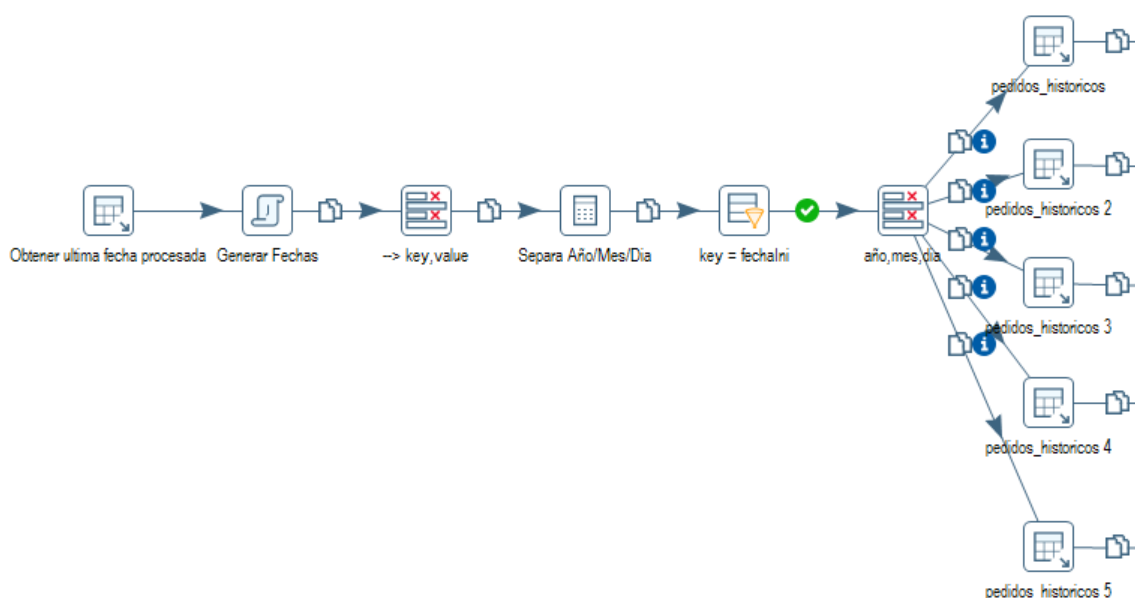 pedidos_historicos
pedidos_historicos 2
Obtener ultima fecha procesada
Generar Fechas
--> key,value
Separa Año/Mes/Dia
key = fechaIni
año,mes,dia
pedidos_historicos 3
pedidos_historicos 4
pedidos_historicos 5